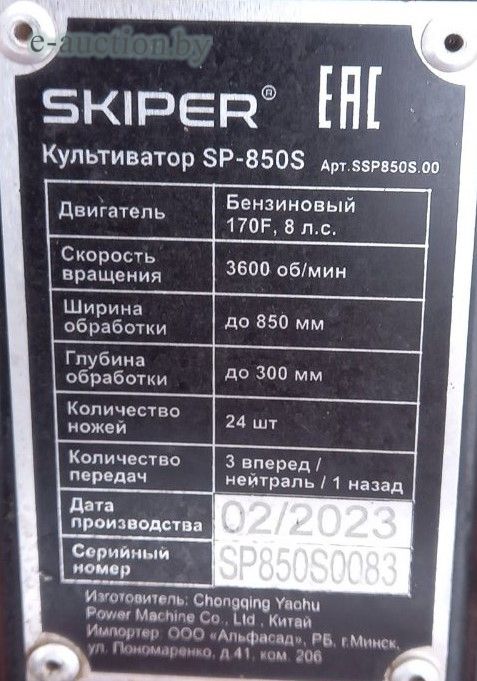 e-auction.by
SKIPER® EAC
Культиватор SP-850S Арт.SSP850S.00
Двигатель
Бензиновый
170F, 8 л.с.
Скорость
вращения
3600 об/мин
Ширина
обработки
до 850 мм
Глубина
обработки
до 300 мм
Количество
ножей
24 шт
Количество
передач
3 вперед /
нейтраль / 1 назад
Дата
производства
02/2023
Серийный
номер
SP850S0083
Изготовитель: Chongqing Yaohu
Power Machine Co., Ltd , Китай
Импортер: ООО «Альфасад», РБ, г.Минск,
ул. Пономаренко, д.41, ком. 206
e-auction.by